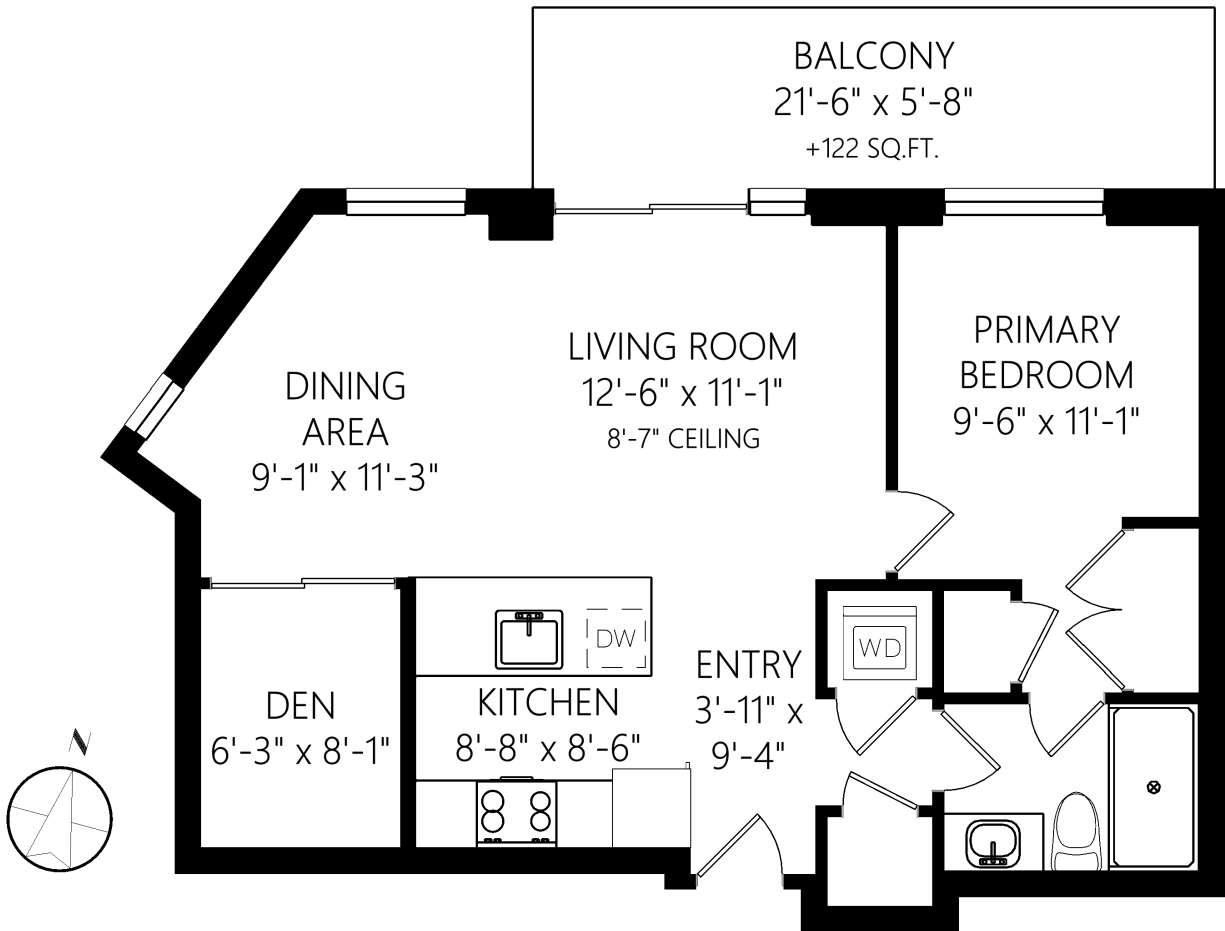 BALCONY
21'-6" x 5'-8"
+122 SQ.FT.
LIVING ROOM
12'-6" x 11'-1"
8'-7" CEILING
PRIMARY
BEDROOM
9'-6" x 11'-1"
DINING
AREA
9'-1" x 11'-3"
DW
WD
ENTRY
3'-11" x
9'-4"
KITCHEN
8'-8" x 8'-6"
DEN
6'-3" x 8'-1"
N